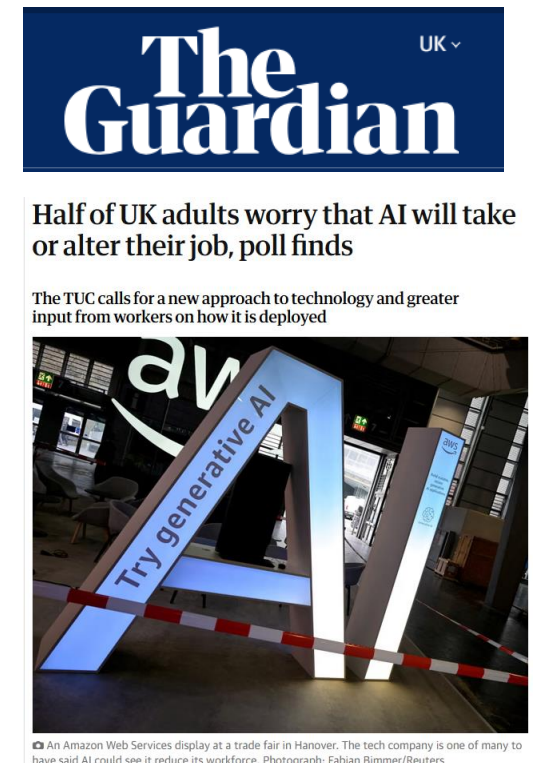 The
Guardian
UK
Half of UK adults worry that AI will take
or alter their job, poll finds
The TUC calls for a new approach to technology and greater
input from workers on how it is deployed
aw
Try generative AI
aws
An Amazon Web Services display at a trade fair in Hanover. The tech company is one of many to
have said AI could see it reduce its workforce. Photograph: Fabian Bimmer/Reuters